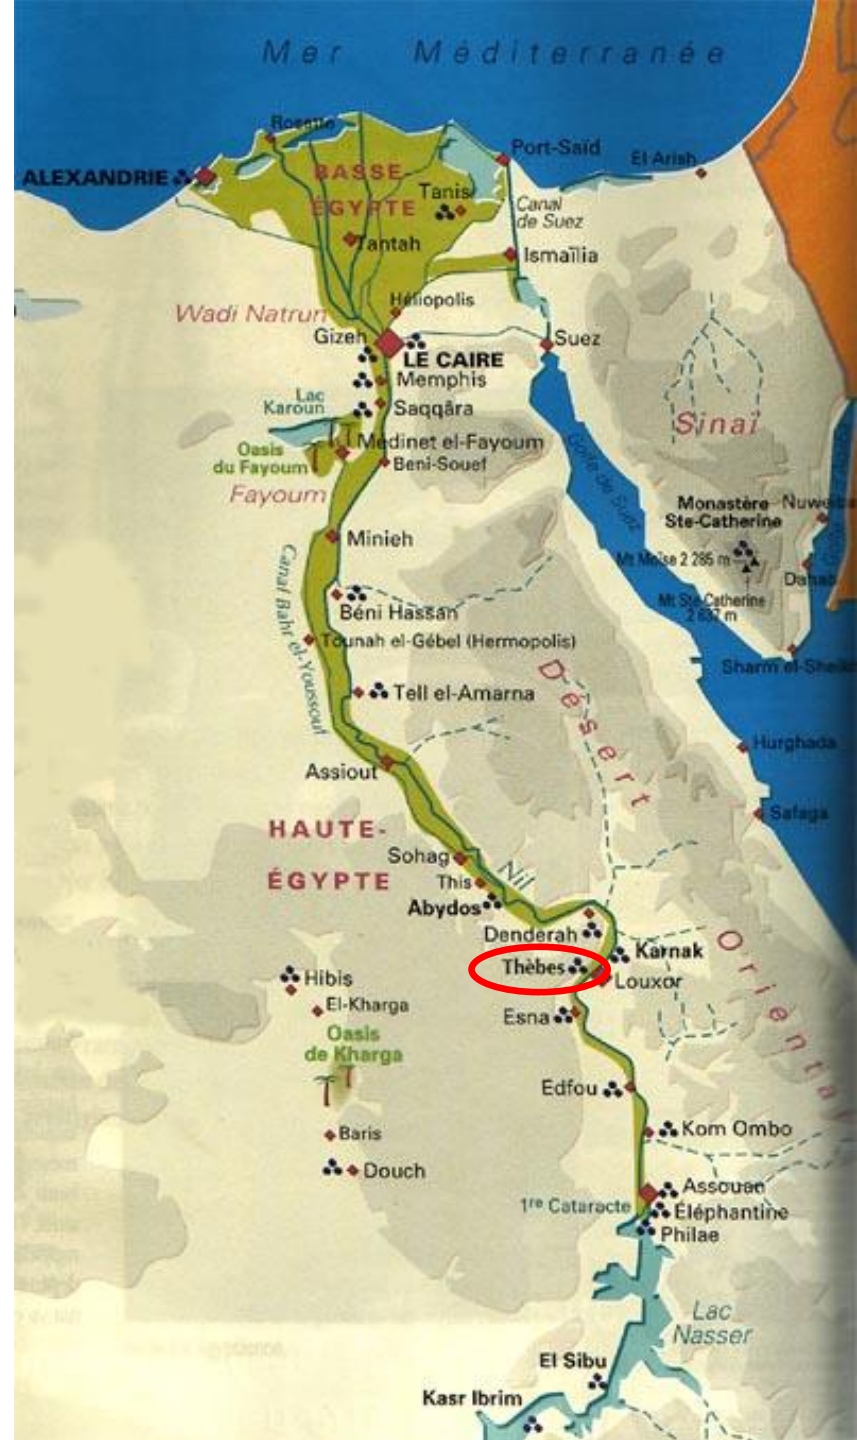 Mer Méditerranée
Rosette
ALEXANDRIE
BASSE
ÉGYPTE
Tanis
Tantah
Port-Saïd
El Arish
Canal
de Suez
Ismaïlia
Wadi Natrun
Héliopolis
Gizeh
LE CAIRE
Suez
Memphis
Lac
Karoun
Saqqâra
Sinaï
Oasis
du Fayoum
Médinet el-Fayoum
Beni-Souef
Fayoum
Golfe de Suez
Monastère
Ste-Catherine
Minieh
Mt Moïse 2 285 m
Mt Ste-Catherine
2 637 m
Canal Bahr el-Youssouf
Béni Hassan
Tounah el-Gébel (Hermopolis)
Sharm el-Sheik
Tell el-Amarna
Désert
Oriental
Hurghada
Assiout
Safaga
HAUTE-
ÉGYPTE
Sohag
Nil
This
Abydos
Denderah
Karnak
Thèbes
Louxor
Hibis
El-Kharga
Esna
Oasis
de Kharga
Edfou
Baris
Kom Ombo
Douch
Assouan
1re Cataracte
Éléphantine
Philae
Lac
Nasser
El Sibu
Kasr Ibrim